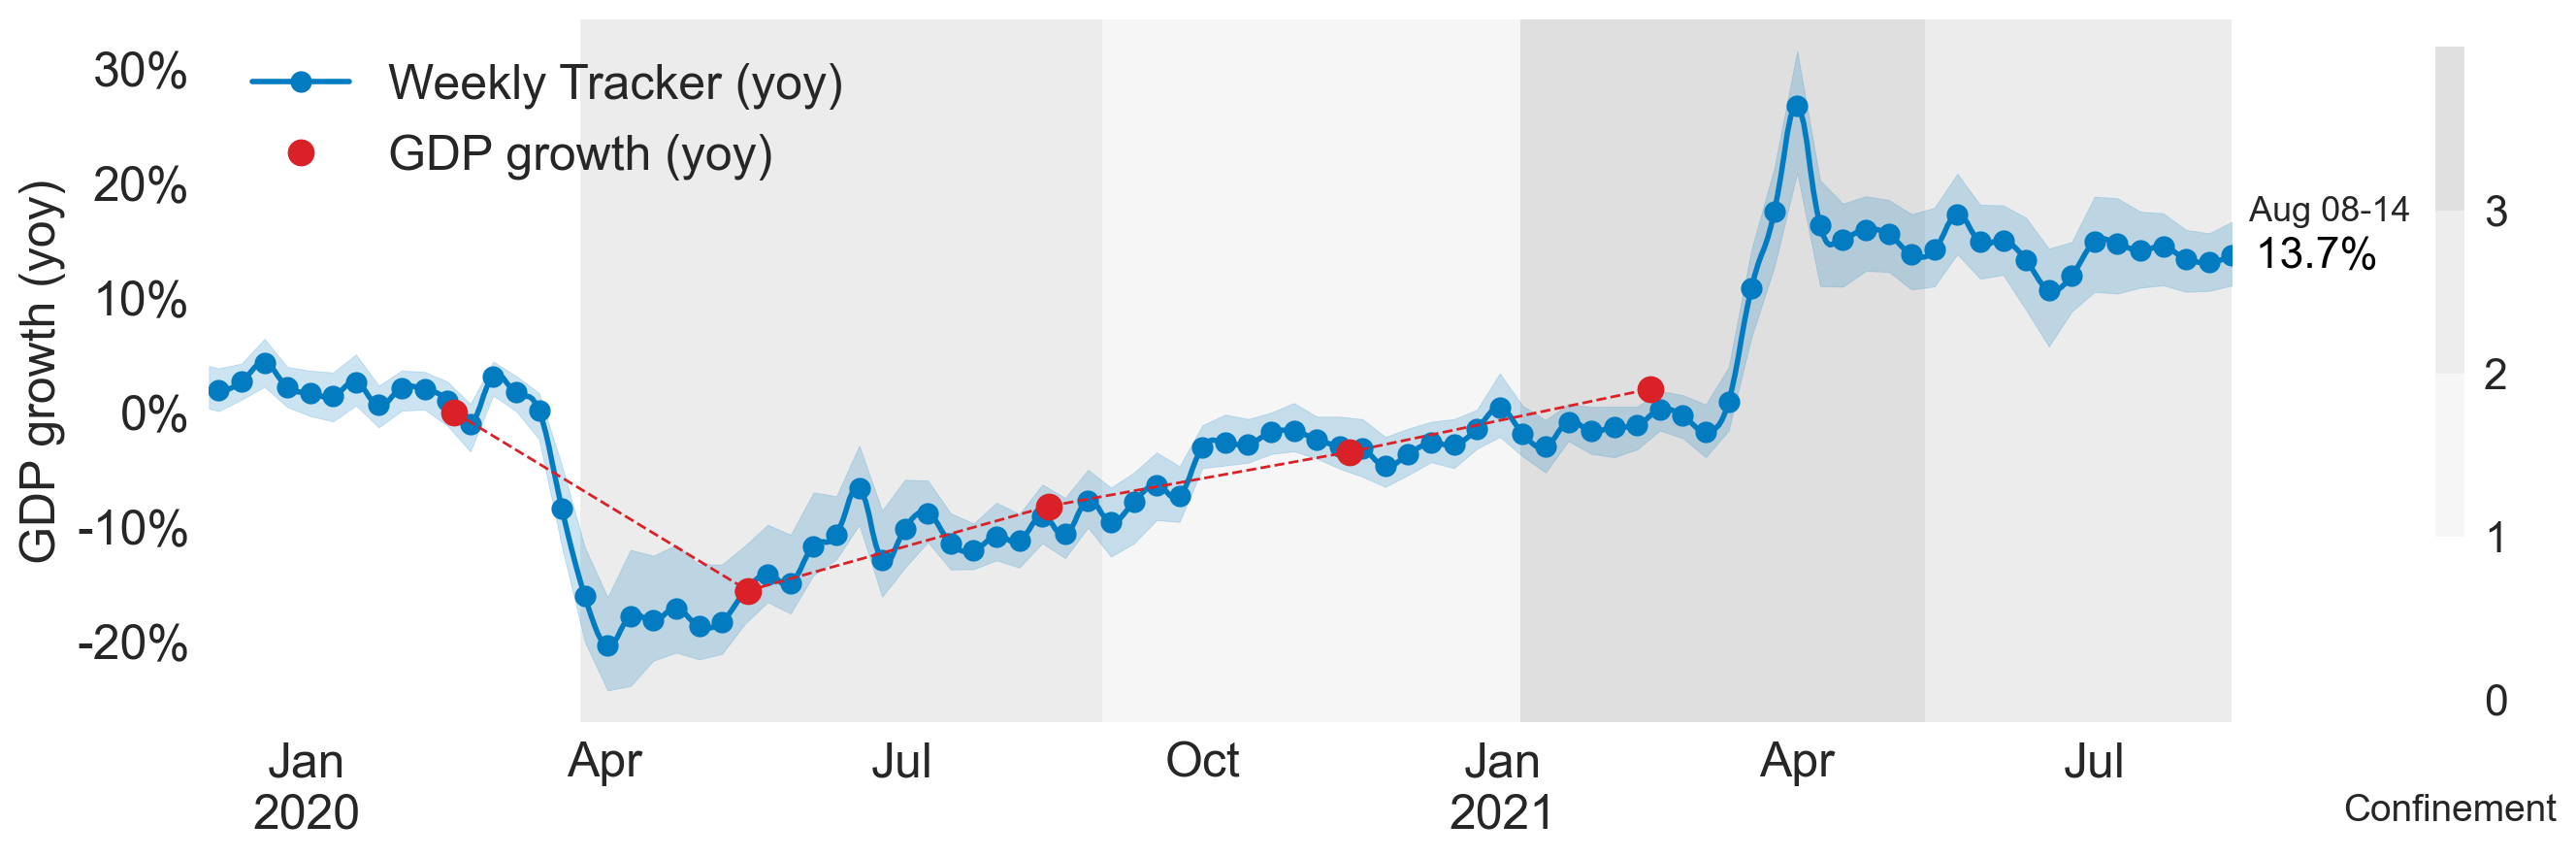 GDP growth (yoy)
30%
20%
10%
0%
-10%
-20%
Weekly Tracker (yoy)
GDP growth (yoy)
Aug 08-14
13.7%
3
2
1
0
Confinement
Jan Apr Jul Oct Jan Apr Jul
2020 2021